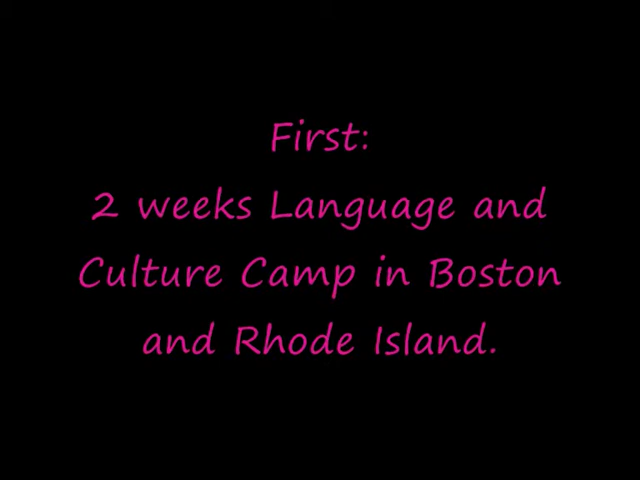 First:
2 weeks Language and
Culture Camp in Boston
and Rhode Island.